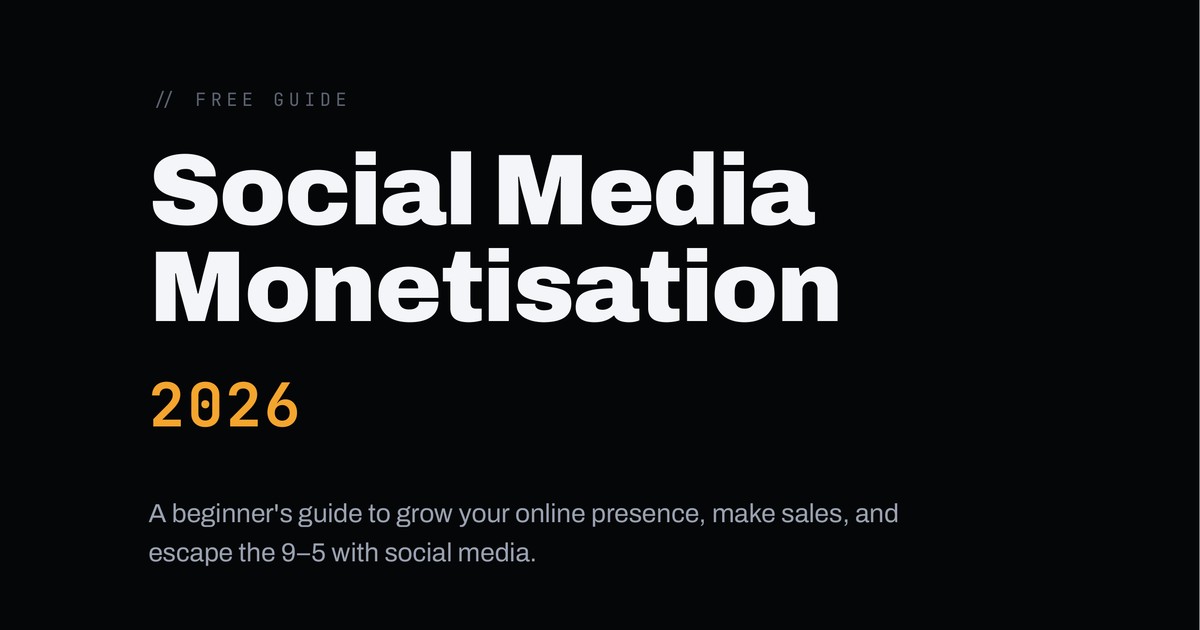 // FREE GUIDE
Social Media
Monetisation
2026
A beginner's guide to grow your online presence, make sales, and
escape the 9–5 with social media.